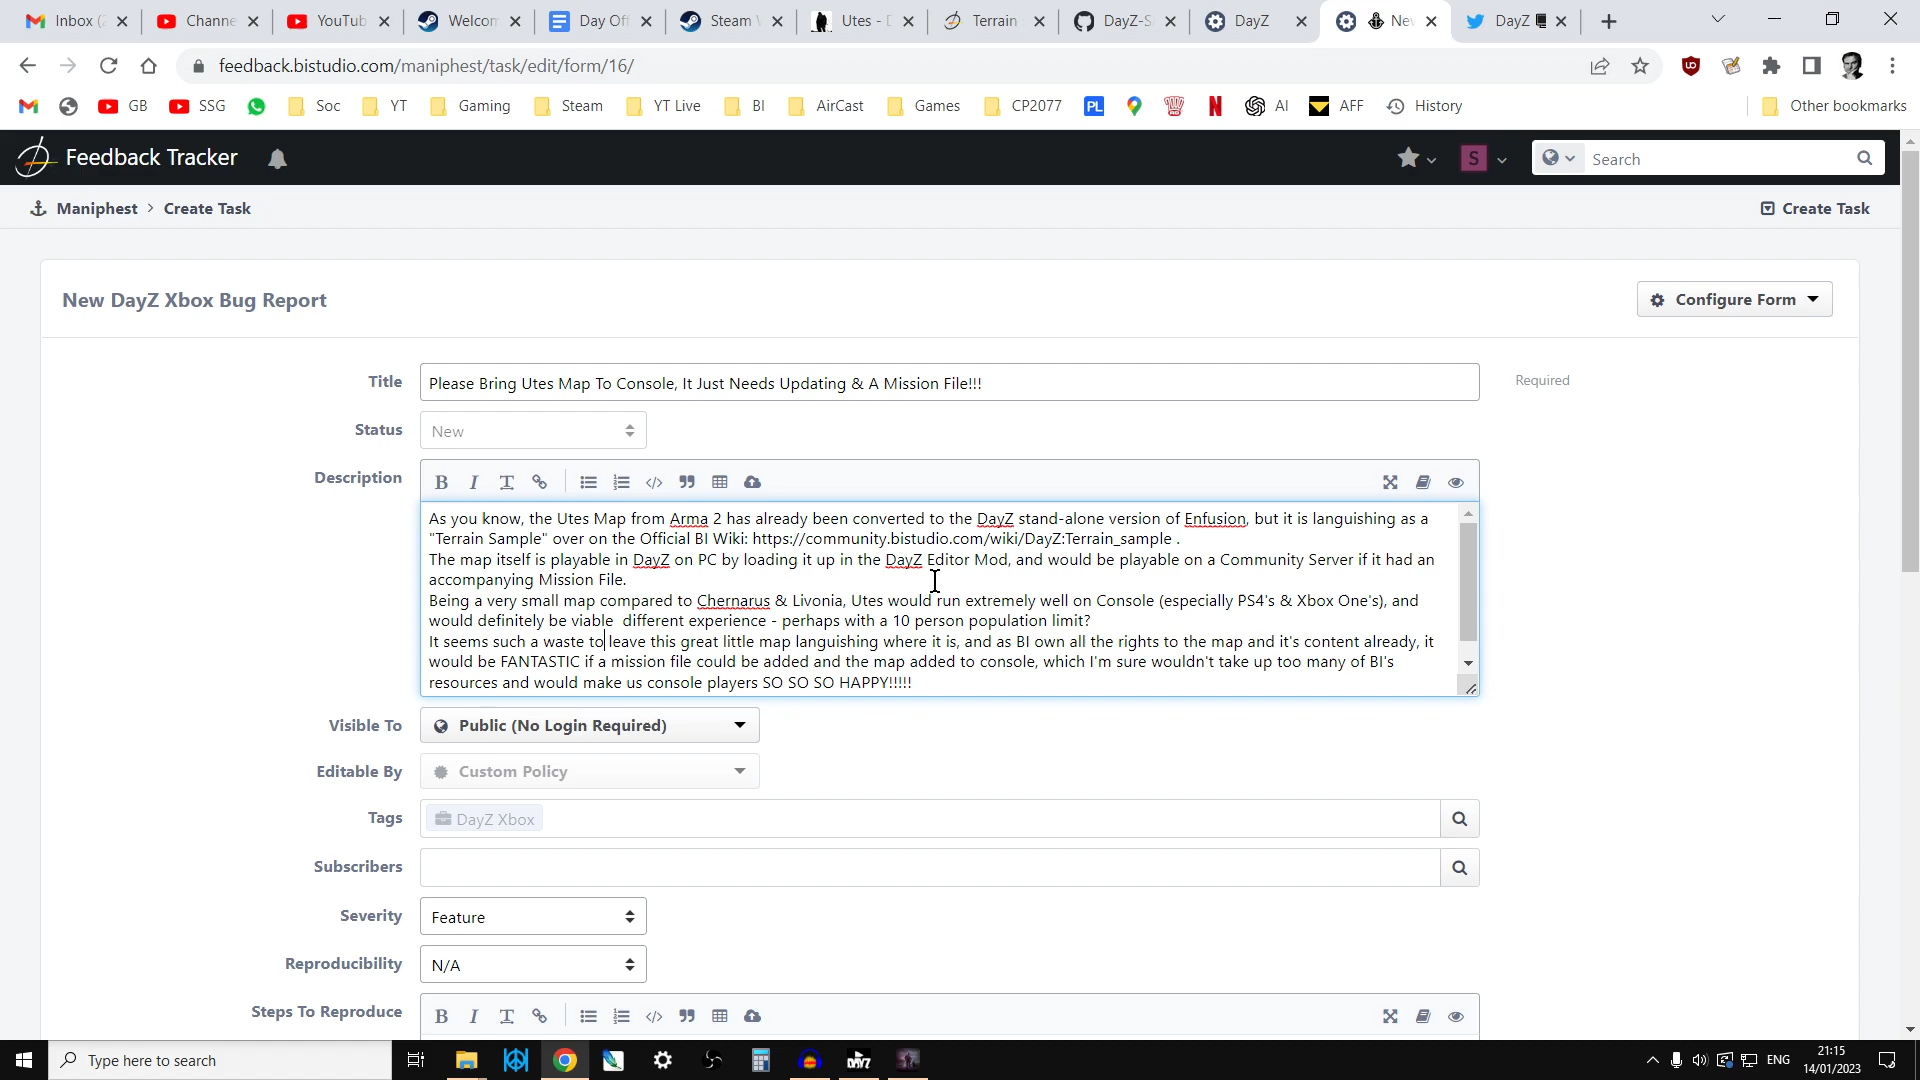 Inbox (2
Channe
YouTub
Welcom
Day Off
Steam W
Utes - D
Terrain
DayZ-S
DayZ
Nev
DayZ
feedback.bistudio.com/maniphest/task/edit/form/16/
GB
SSG
Soc
YT
Gaming
Steam
YT Live
BI
AirCast
Games
CP2077
PL
N
AI
AFF
History
Other bookmarks
Feedback Tracker
S
Search
Maniphest > Create Task
Create Task
New DayZ Xbox Bug Report
Configure Form
Title
Please Bring Utes Map To Console, It Just Needs Updating & A Mission File!!!
Required
Status
New
Description
As you know, the Utes Map from Arma 2 has already been converted to the DayZ stand-alone version of Enfusion, but it is languishing as a
"Terrain Sample" over on the Official BI Wiki: https://community.bistudio.com/wiki/DayZ:Terrain_sample .
The map itself is playable in DayZ on PC by loading it up in the DayZ Editor Mod, and would be playable on a Community Server if it had an
accompanying Mission File.
Being a very small map compared to Chernarus & Livonia, Utes would run extremely well on Console (especially PS4's & Xbox One's), and
would definitely be viable  different experience - perhaps with a 10 person population limit?
It seems such a waste to leave this great little map languishing where it is, and as BI own all the rights to the map and it's content already, it
would be FANTASTIC if a mission file could be added and the map added to console, which I'm sure wouldn't take up too many of BI's
resources and would make us console players SO SO SO HAPPY!!!!!
Visible To
Public (No Login Required)
Editable By
Custom Policy
Tags
DayZ Xbox
Subscribers
Severity
Feature
Reproducibility
N/A
Steps To Reproduce
Type here to search
DAYZ
ENG
21:15
14/01/2023